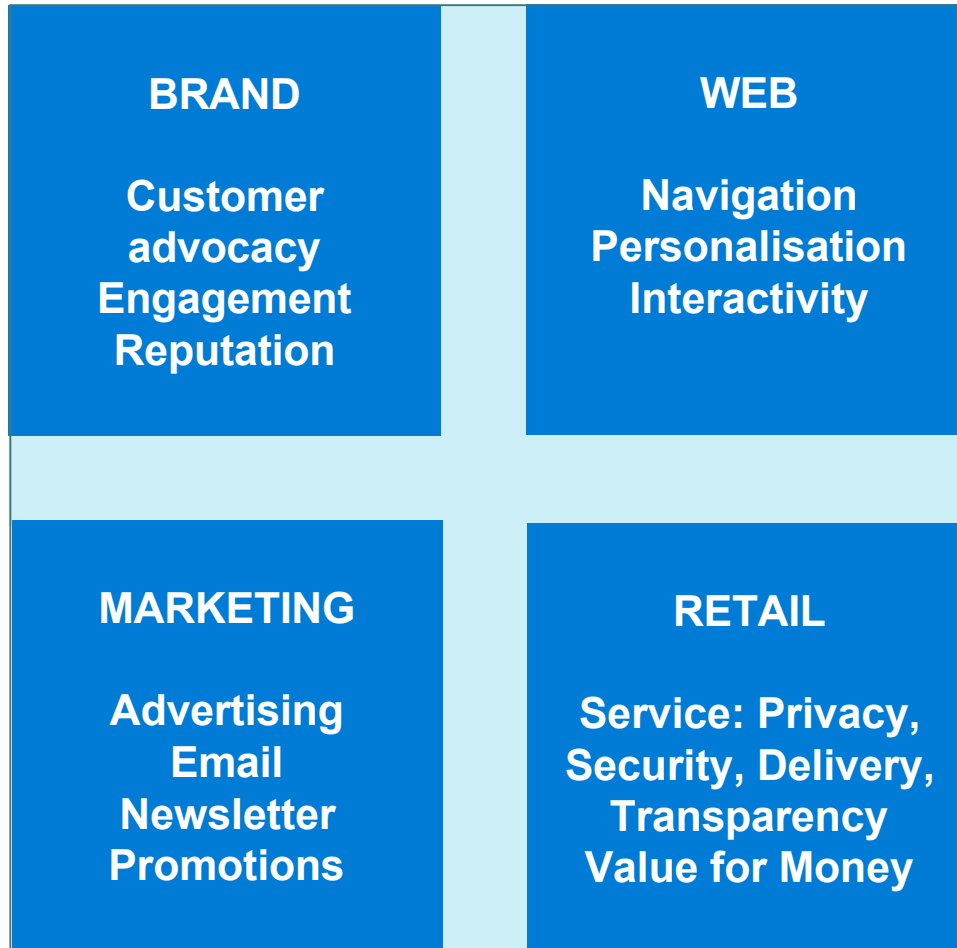 BRAND
Customer
advocacy
Engagement
Reputation
WEB
Navigation
Personalisation
Interactivity
MARKETING
Advertising
Email
Newsletter
Promotions
RETAIL
Service: Privacy,
Security, Delivery,
Transparency
Value for Money